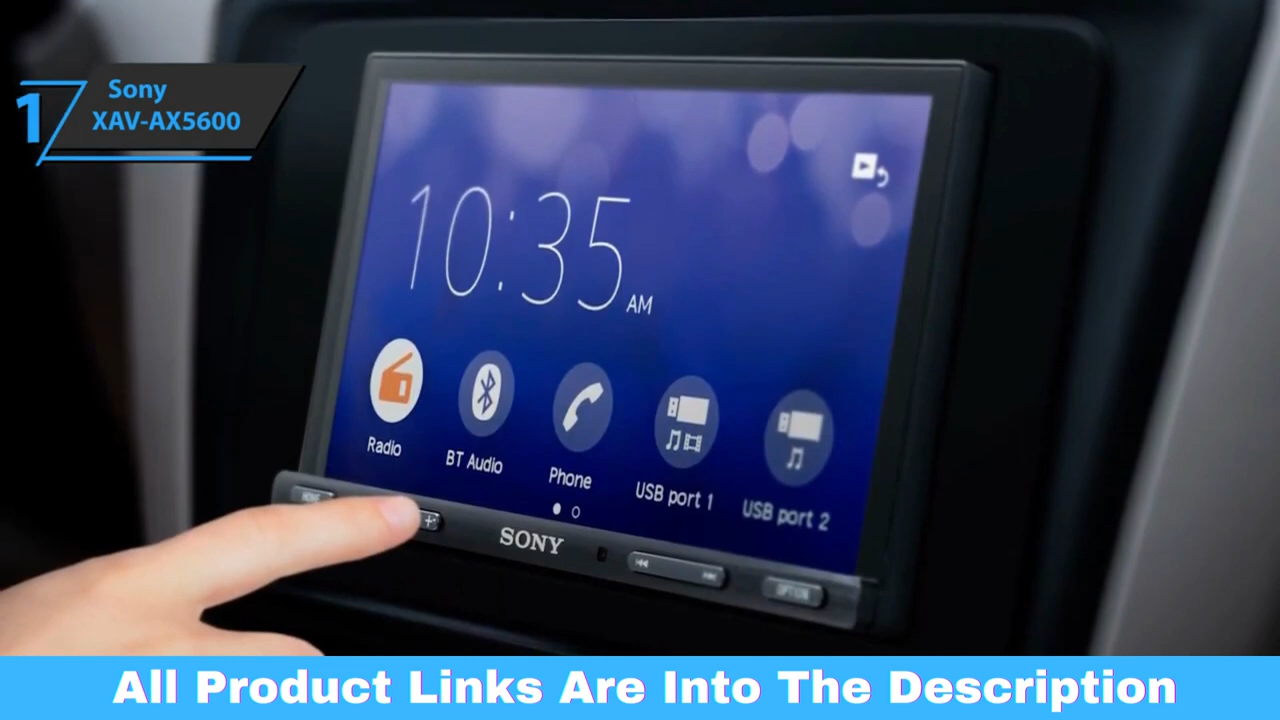 1
Sony
XAV-AX5600
10:35 AM
Radio
BT Audio
Phone
USB port 1
USB port 2
HOME
+
SONY
OPTION
All Product Links Are Into The Description